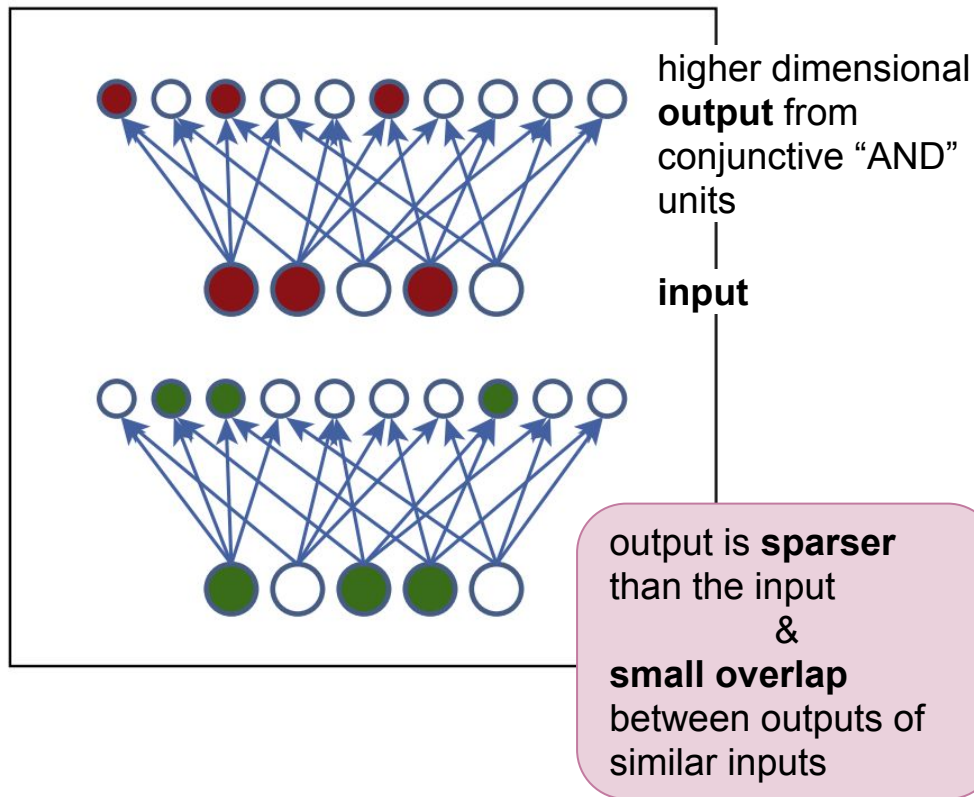 higher dimensional
output from
conjunctive “AND”
units
input
output is sparser
than the input
&
small overlap
between outputs of
similar inputs